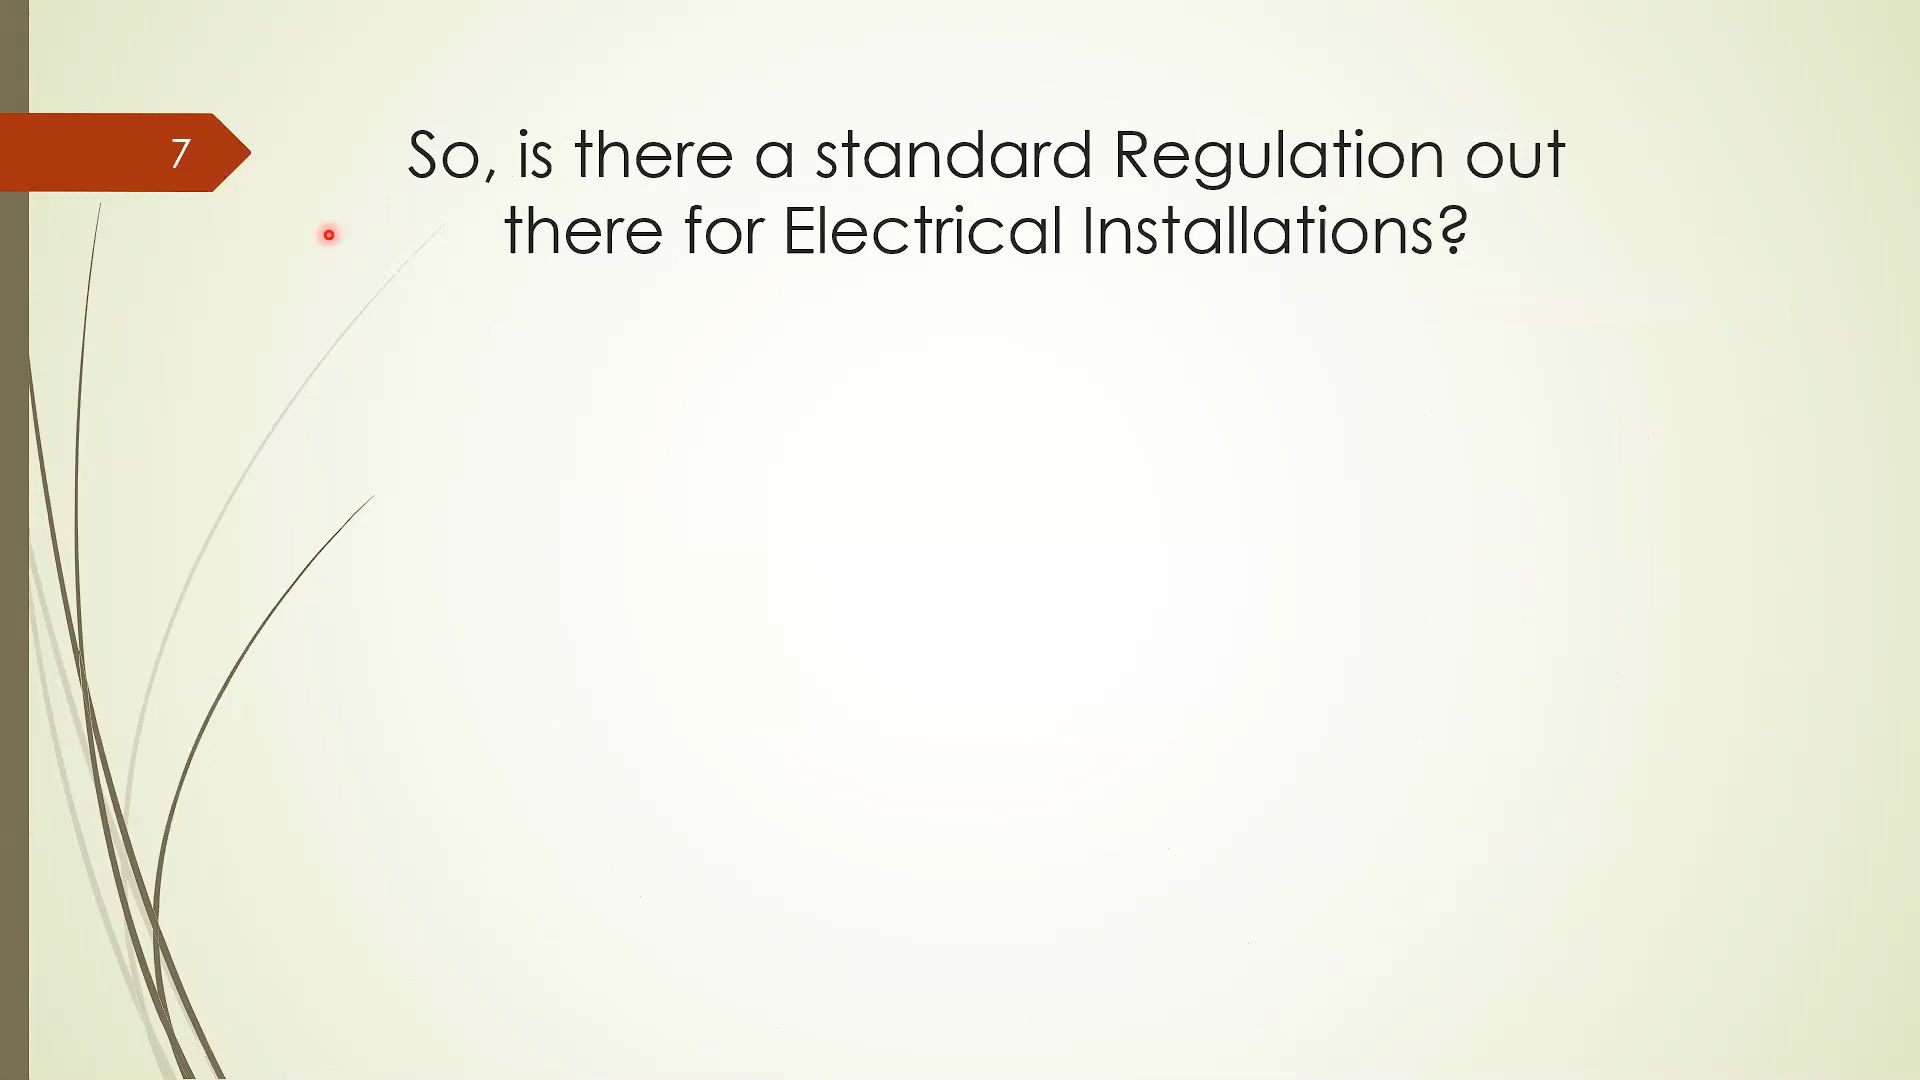 7
So, is there a standard Regulation out
there for Electrical Installations?